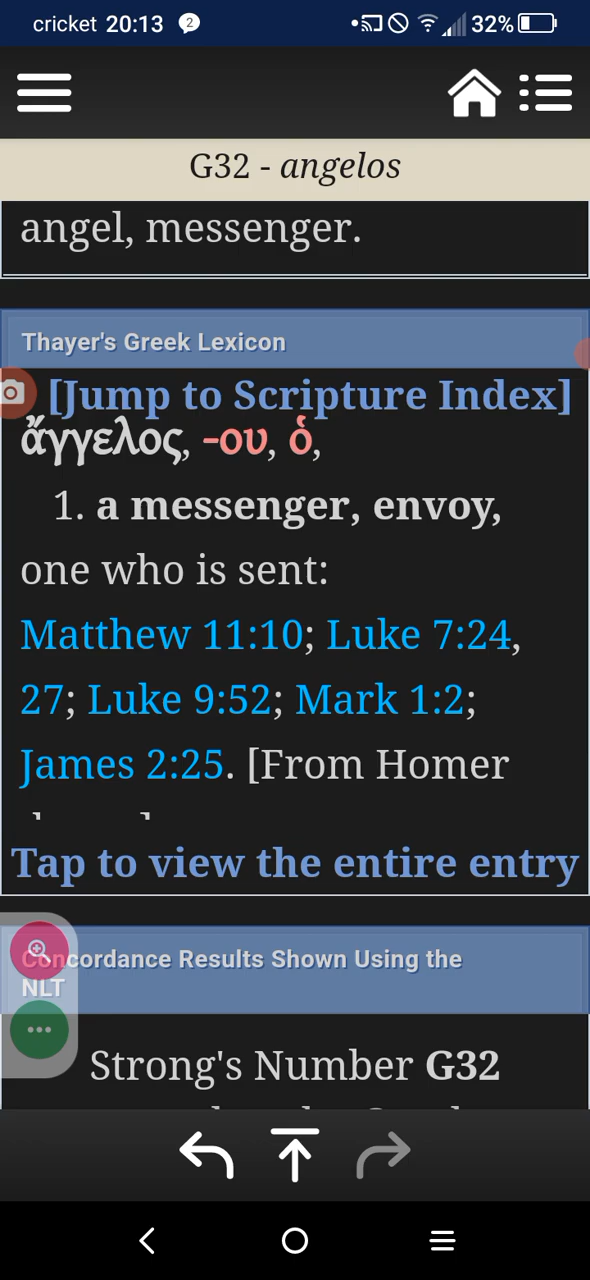 cricket 20:13 2 32%
G32 - angelos
angel, messenger.
Thayer's Greek Lexicon
[Jump to Scripture Index]
ἄγγελος, -ου, ὁ,
1. a messenger, envoy,
one who is sent:
Matthew 11:10; Luke 7:24,
27; Luke 9:52; Mark 1:2;
James 2:25. [From Homer
Tap to view the entire entry
Concordance Results Shown Using the
NLT
Strong's Number G32